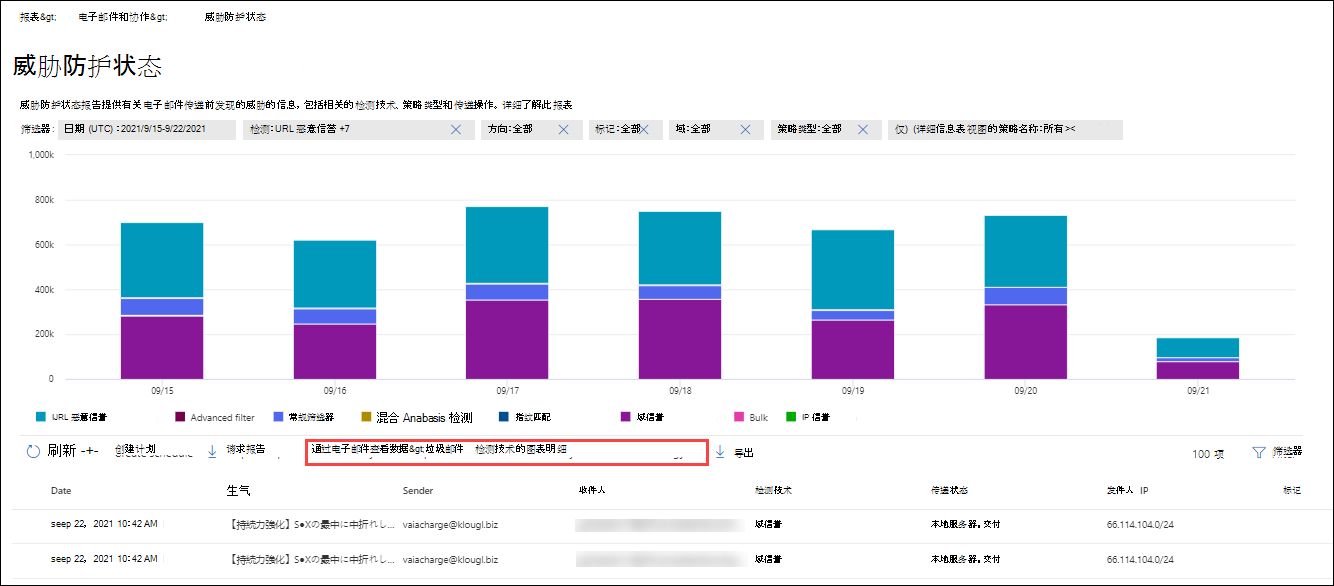 报表&gt; 电子邮件和协作&gt; 威胁防护状态
威胁防护状态
威胁防护状态报告提供有关电子邮件传递前发现的威胁的信息，包括相关的检测技术、策略类型和传递操作。详细了解此报表
筛选器: 日期 (UTC)：2021/9/15-9/22/2021 检测：URL 恶意信誉 +7 方向:全部 标记：全部 域:全部 策略类型:全部 仅) (详细信息表视图的策略名称：所有 ><
1,000k
800k
600k
400k
200k
0
09/15 09/16 09/17 09/18 09/19 09/20 09/21
URL 恶意信誉 Advanced filter 常规筛选器 混合 Anabasis 检测 指纹匹配 域信誉 Bulk IP 信誉
刷新 -+- 创建计划 请求报告 通过电子邮件查看数据&gt;垃圾邮件 检测技术的图表明细 导出 100 项 筛选器
Date 生气 Sender 收件人 检测技术 传递状态 发件人 IP 标记
seep 22，2021 10:42 AM 【持続力強化】S●Xの最中に中折れし... vaiacharge@klougl.biz 域信誉 本地服务器。交付 66.114.104.0/24
seep 22，2021 10:42 AM 【持続力強化】S●Xの最中に中折れし... vaiacharge@klougl.biz 域信誉 本地服务器。交付 66.114.104.0/24